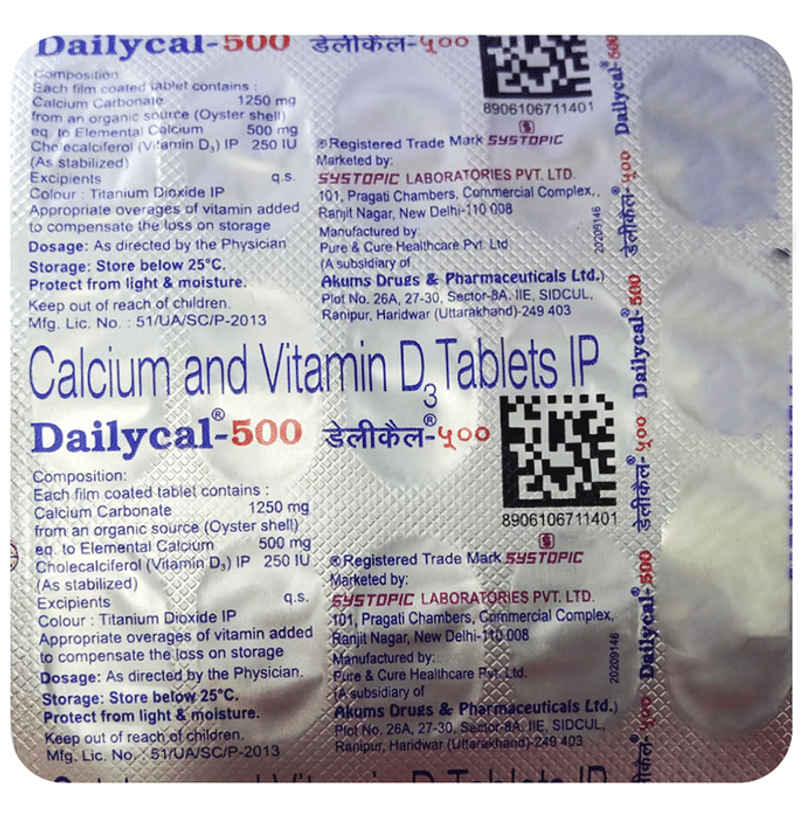 Dailycal-500 डेलीकैल-५००
Composition
Each film coated tablet contains :
Calcium Carbonate 1250 mg
from an organic source (Oyster shell)
eq. to Elemental Calcium 500 mg
Cholecalciferol (Vitamin D3) IP 250 IU
(As stabilized)
Excipients q.s.
Colour : Titanium Dioxide IP
Appropriate overages of vitamin added
to compensate the loss on storage
Dosage: As directed by the Physician
Storage: Store below 25°C.
Protect from light & moisture.
Keep out of reach of children.
Mfg. Lic. No. : 51/UA/SC/P-2013
8906106711401
®Registered Trade Mark SYSTOPIC
Marketed by:
SYSTOPIC LABORATORIES PVT. LTD.
101, Pragati Chambers, Commercial Complex,
Ranjit Nagar, New Delhi-110 008
Manufactured by:
Pure & Cure Healthcare Pvt. Ltd
(A subsidiary of
Akums Drugs & Pharmaceuticals Ltd.)
Plot No. 26A, 27-30, Sector-8A, IIE, SIDCUL,
Ranipur, Haridwar (Uttarakhand)-249 403
20209146
डेलीकैल®-५०० Dailycal®-500
Calcium and Vitamin D3 Tablets IP
Dailycal®-500 डेलीकैल®-५००
Composition:
Each film coated tablet contains :
Calcium Carbonate 1250 mg
from an organic source (Oyster shell)
eq. to Elemental Calcium 500 mg
Cholecalciferol (Vitamin D3) IP 250 IU
(As stabilized)
Excipients q.s.
Colour : Titanium Dioxide IP
Appropriate overages of vitamin added
to compensate the loss on storage
Dosage: As directed by the Physician.
Storage: Store below 25°C.
Protect from light & moisture.
Keep out of reach of children.
Mfg. Lic. No. : 51/UA/SC/P-2013
8906106711401
®Registered Trade Mark SYSTOPIC
Marketed by:
SYSTOPIC LABORATORIES PVT. LTD.
101, Pragati Chambers, Commercial Complex,
Ranjit Nagar, New Delhi-110 008
Manufactured by:
Pure & Cure Healthcare Pvt. Ltd.
(A subsidiary of
Akums Drugs & Pharmaceuticals Ltd.)
Plot No. 26A, 27-30, Sector-8A, IIE, SIDCUL,
Ranipur, Haridwar (Uttarakhand)-249 403
20209146
डेलीकैल®-५०० Dailycal®-500
डेलीकैल®-५०० Dailycal®-500
Calcium and Vitamin D Tablets IP